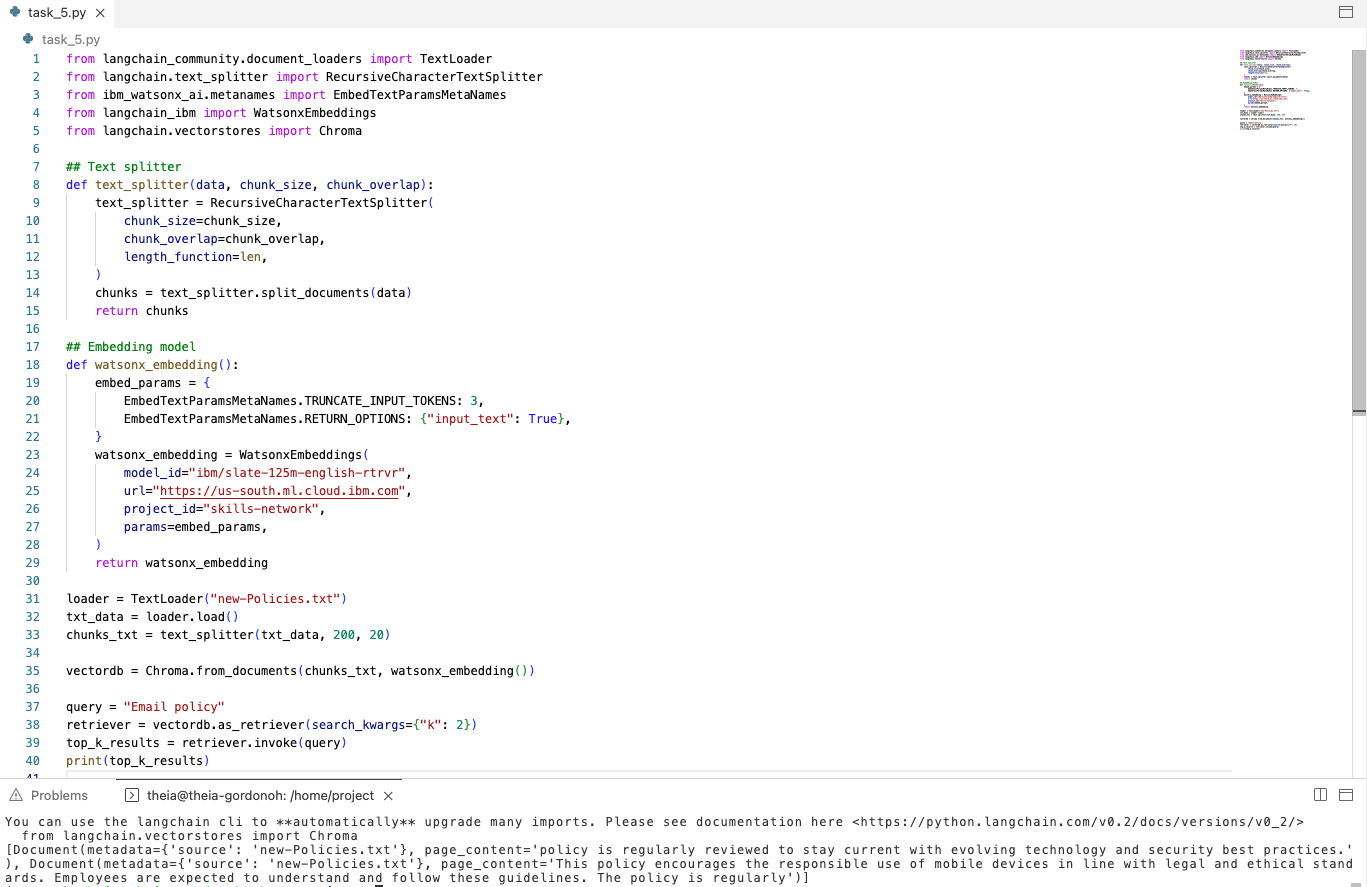 task_5.py
task_5.py
1 from langchain_community.document_loaders import TextLoader
2 from langchain.text_splitter import RecursiveCharacterTextSplitter
3 from ibm_watsonx_ai.metanames import EmbedTextParamsMetaNames
4 from langchain_ibm import WatsonxEmbeddings
5 from langchain.vectorstores import Chroma
6
7 ## Text splitter
8 def text_splitter(data, chunk_size, chunk_overlap):
9     text_splitter = RecursiveCharacterTextSplitter(
10         chunk_size=chunk_size,
11         chunk_overlap=chunk_overlap,
12         length_function=len,
13     )
14     chunks = text_splitter.split_documents(data)
15     return chunks
16
17 ## Embedding model
18 def watsonx_embedding():
19     embed_params = {
20         EmbedTextParamsMetaNames.TRUNCATE_INPUT_TOKENS: 3,
21         EmbedTextParamsMetaNames.RETURN_OPTIONS: {"input_text": True},
22     }
23     watsonx_embedding = WatsonxEmbeddings(
24         model_id="ibm/slate-125m-english-rtrvr",
25         url="https://us-south.ml.cloud.ibm.com",
26         project_id="skills-network",
27         params=embed_params,
28     )
29     return watsonx_embedding
30
31 loader = TextLoader("new-Policies.txt")
32 txt_data = loader.load()
33 chunks_txt = text_splitter(txt_data, 200, 20)
34
35 vectordb = Chroma.from_documents(chunks_txt, watsonx_embedding())
36
37 query = "Email policy"
38 retriever = vectordb.as_retriever(search_kwargs={"k": 2})
39 top_k_results = retriever.invoke(query)
40 print(top_k_results)
41
Problems theia@theia-gordonoh: /home/project
You can use the langchain cli to **automatically** upgrade many imports. Please see documentation here <https://python.langchain.com/v0.2/docs/versions/v0_2/>
  from langchain.vectorstores import Chroma
[Document(metadata={'source': 'new-Policies.txt'}, page_content='policy is regularly reviewed to stay current with evolving technology and security best practices.'
), Document(metadata={'source': 'new-Policies.txt'}, page_content='This policy encourages the responsible use of mobile devices in line with legal and ethical stand
ards. Employees are expected to understand and follow these guidelines. The policy is regularly')]